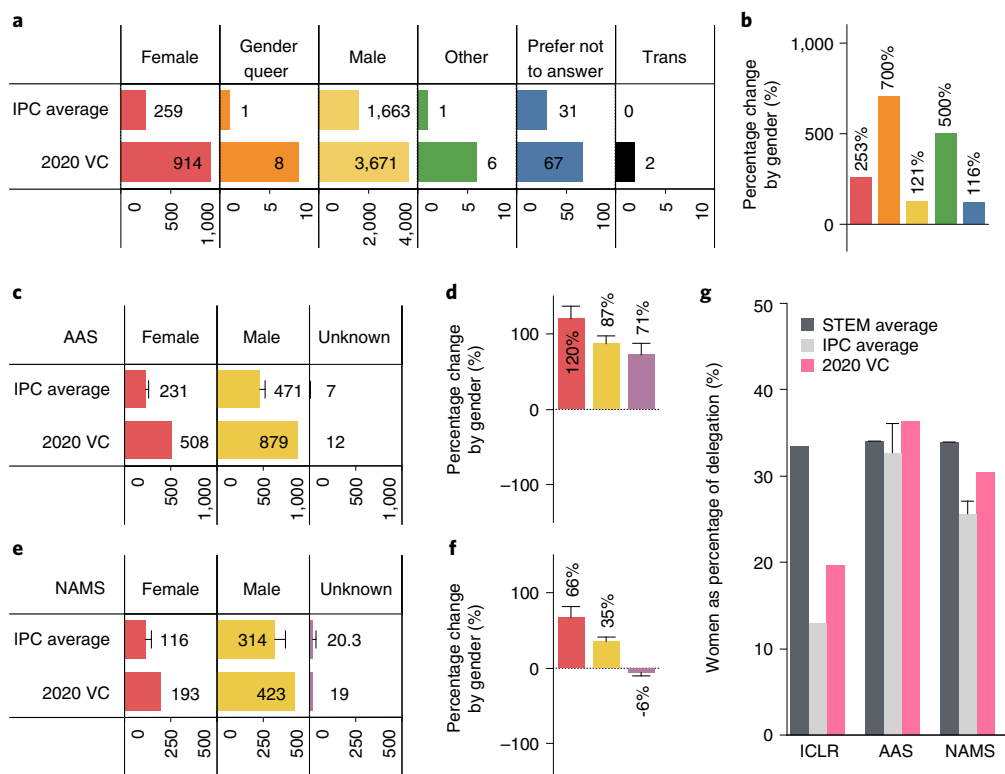 a
Female
Gender
queer
Male
Other
Prefer not
to answer
Trans
IPC average
259
1
1,663
1
31
0
2020 VC
914
8
3,671
6
67
2
0
500
1,000
0
10
0
2,000
4,000
0
10
0
50
100
0
5
10
b
Percentage change
by gender (%)
1,000
500
0
253%
700%
121%
500%
116%
c
AAS
Female
Male
Unknown
IPC average
231
471
7
2020 VC
508
879
12
0
500
1,000
0
500
1,000
0
500
1,000
d
Percentage change
by gender (%)
100
0
−100
120%
87%
71%
e
NAMS
Female
Male
Unknown
IPC average
116
314
20.3
2020 VC
193
423
19
0
250
500
0
250
500
0
250
500
f
Percentage change
by gender (%)
100
0
−100
66%
35%
-6%
g
Women as percentage of delegation (%)
50
40
30
20
10
0
STEM average
IPC average
2020 VC
ICLR
AAS
NAMS